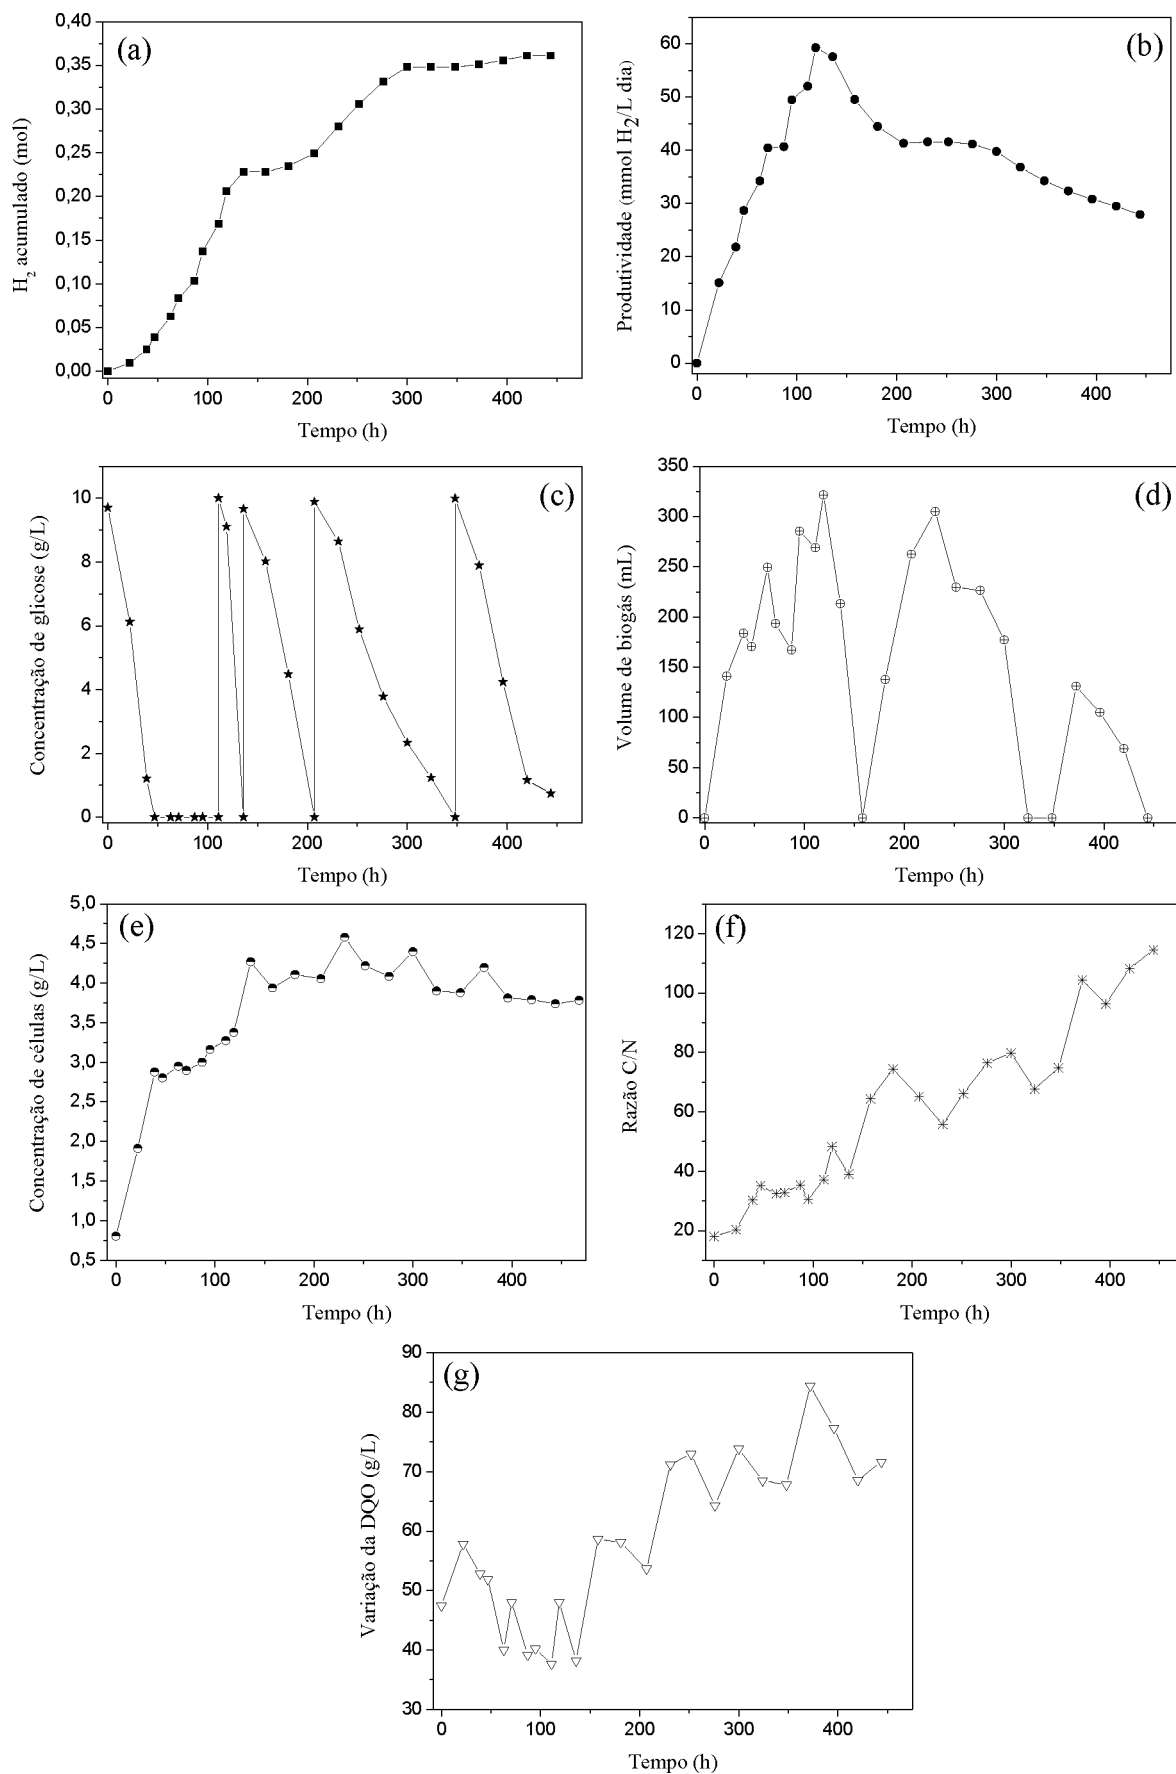 (a)
H₂ acumulado (mol)
0,40
0,35
0,30
0,25
0,20
0,15
0,10
0,05
0,00
0 100 200 300 400
Tempo (h)
(b)
Produtividade (mmol H₂/L dia)
60
50
40
30
20
10
0
0 100 200 300 400
Tempo (h)
(c)
Concentração de glicose (g/L)
10
8
6
4
2
0
0 100 200 300 400
Tempo (h)
(d)
Volume de biogás (mL)
350
300
250
200
150
100
50
0
0 100 200 300 400
Tempo (h)
(e)
Concentração de células (g/L)
5,0
4,5
4,0
3,5
3,0
2,5
2,0
1,5
1,0
0,5
0 100 200 300 400
Tempo (h)
(f)
Razão C/N
120
100
80
60
40
20
0 100 200 300 400
Tempo (h)
(g)
Variação da DQO (g/L)
90
80
70
60
50
40
30
0 100 200 300 400
Tempo (h)